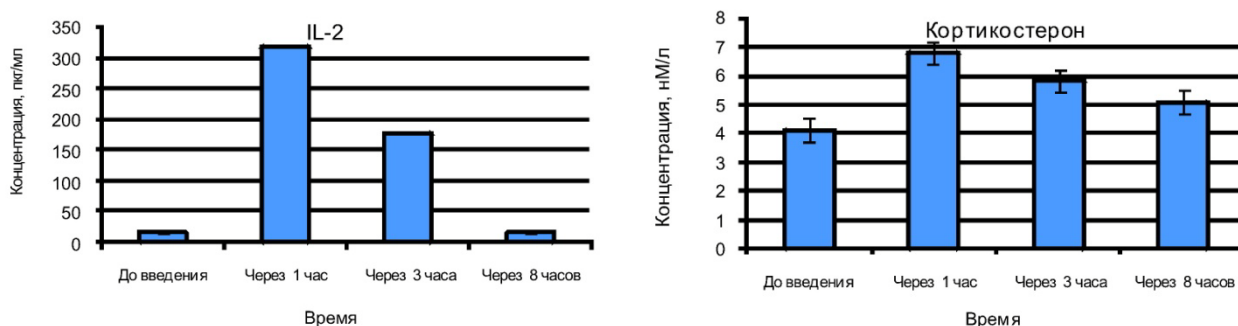 IL-2
Концентрация, пкг/мл
350
300
250
200
150
100
50
0
До введения
Через 1 час
Через 3 часа
Через 8 часов
Время
Кортикостерон
Концентрация, нМ/л
8
7
6
5
4
3
2
1
0
До введения
Через 1 час
Через 3 часа
Через 8 часов
Время